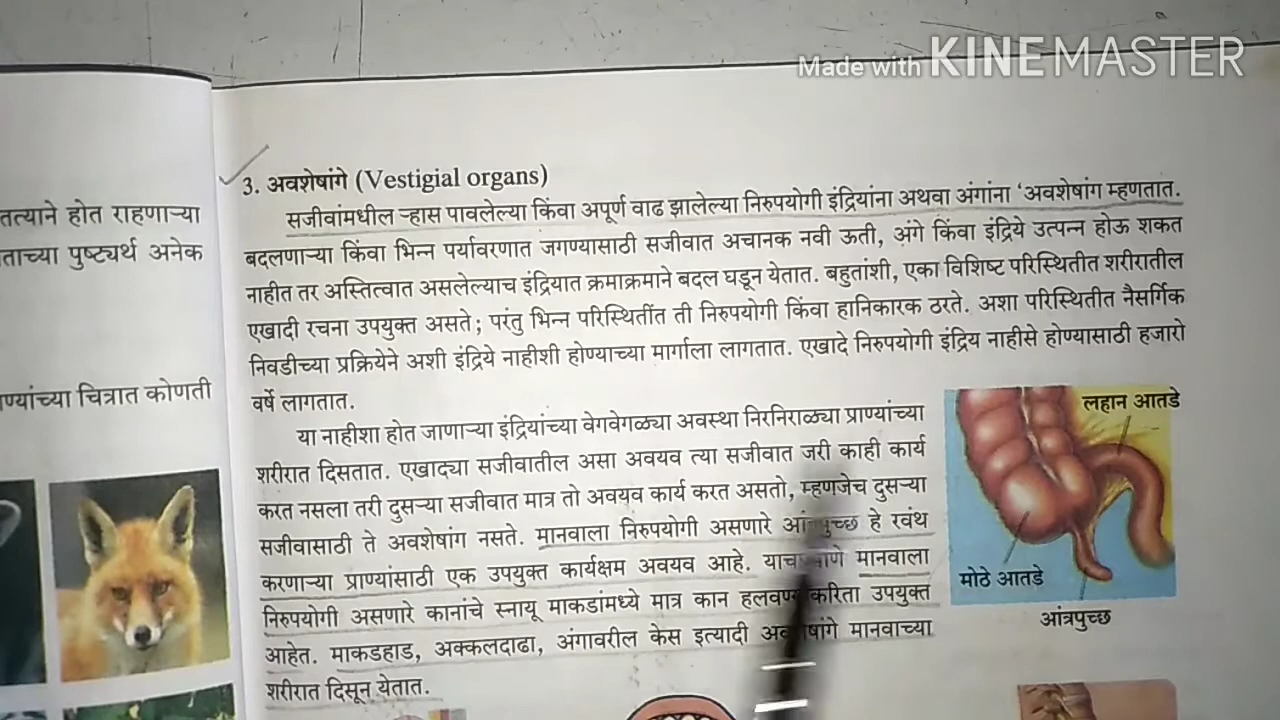 Made with KINEMASTER
तत्याने होत राहणाऱ्या
ताच्या पुष्ट्यर्थ अनेक
ण्यांच्या चित्रात कोणती
3. अवशेषांगे (Vestigial organs)
सजीवांमधील ऱ्हास पावलेल्या किंवा अपूर्ण वाढ झालेल्या निरुपयोगी इंद्रियांना अथवा अंगांना 'अवशेषांग म्हणतात.
बदलणाऱ्या किंवा भिन्न पर्यावरणात जगण्यासाठी सजीवात अचानक नवी ऊती, अंगे किंवा इंद्रिये उत्पन्न होऊ शकत
नाहीत तर अस्तित्वात असलेल्याच इंद्रियात क्रमाक्रमाने बदल घडून येतात. बहुतांशी, एका विशिष्ट परिस्थितीत शरीरातील
एखादी रचना उपयुक्त असते; परंतु भिन्न परिस्थितींत ती निरुपयोगी किंवा हानिकारक ठरते. अशा परिस्थितीत नैसर्गिक
निवडीच्या प्रक्रियेने अशी इंद्रिये नाहीशी होण्याच्या मार्गाला लागतात. एखादे निरुपयोगी इंद्रिय नाहीसे होण्यासाठी हजारो
वर्षे लागतात.
या नाहीशा होत जाणाऱ्या इंद्रियांच्या वेगवेगळ्या अवस्था निरनिराळ्या प्राण्यांच्या
शरीरात दिसतात. एखाद्या सजीवातील असा अवयव त्या सजीवात जरी काही कार्य
करत नसला तरी दुसऱ्या सजीवात मात्र तो अवयव कार्य करत असतो, म्हणजेच दुसऱ्या
सजीवासाठी ते अवशेषांग नसते. मानवाला निरुपयोगी असणारे आंत्रपुच्छ हे रवंथ
करणाऱ्या प्राण्यांसाठी एक उपयुक्त कार्यक्षम अवयव आहे. याचप्रमाणे मानवाला
निरुपयोगी असणारे कानांचे स्नायू माकडांमध्ये मात्र कान हलवण्याकरिता उपयुक्त
आहेत. माकडहाड, अक्कलदाढा, अंगावरील केस इत्यादी अवशेषांगे मानवाच्या
शरीरात दिसून येतात.
लहान आतडे
मोठे आतडे
आंत्रपुच्छ